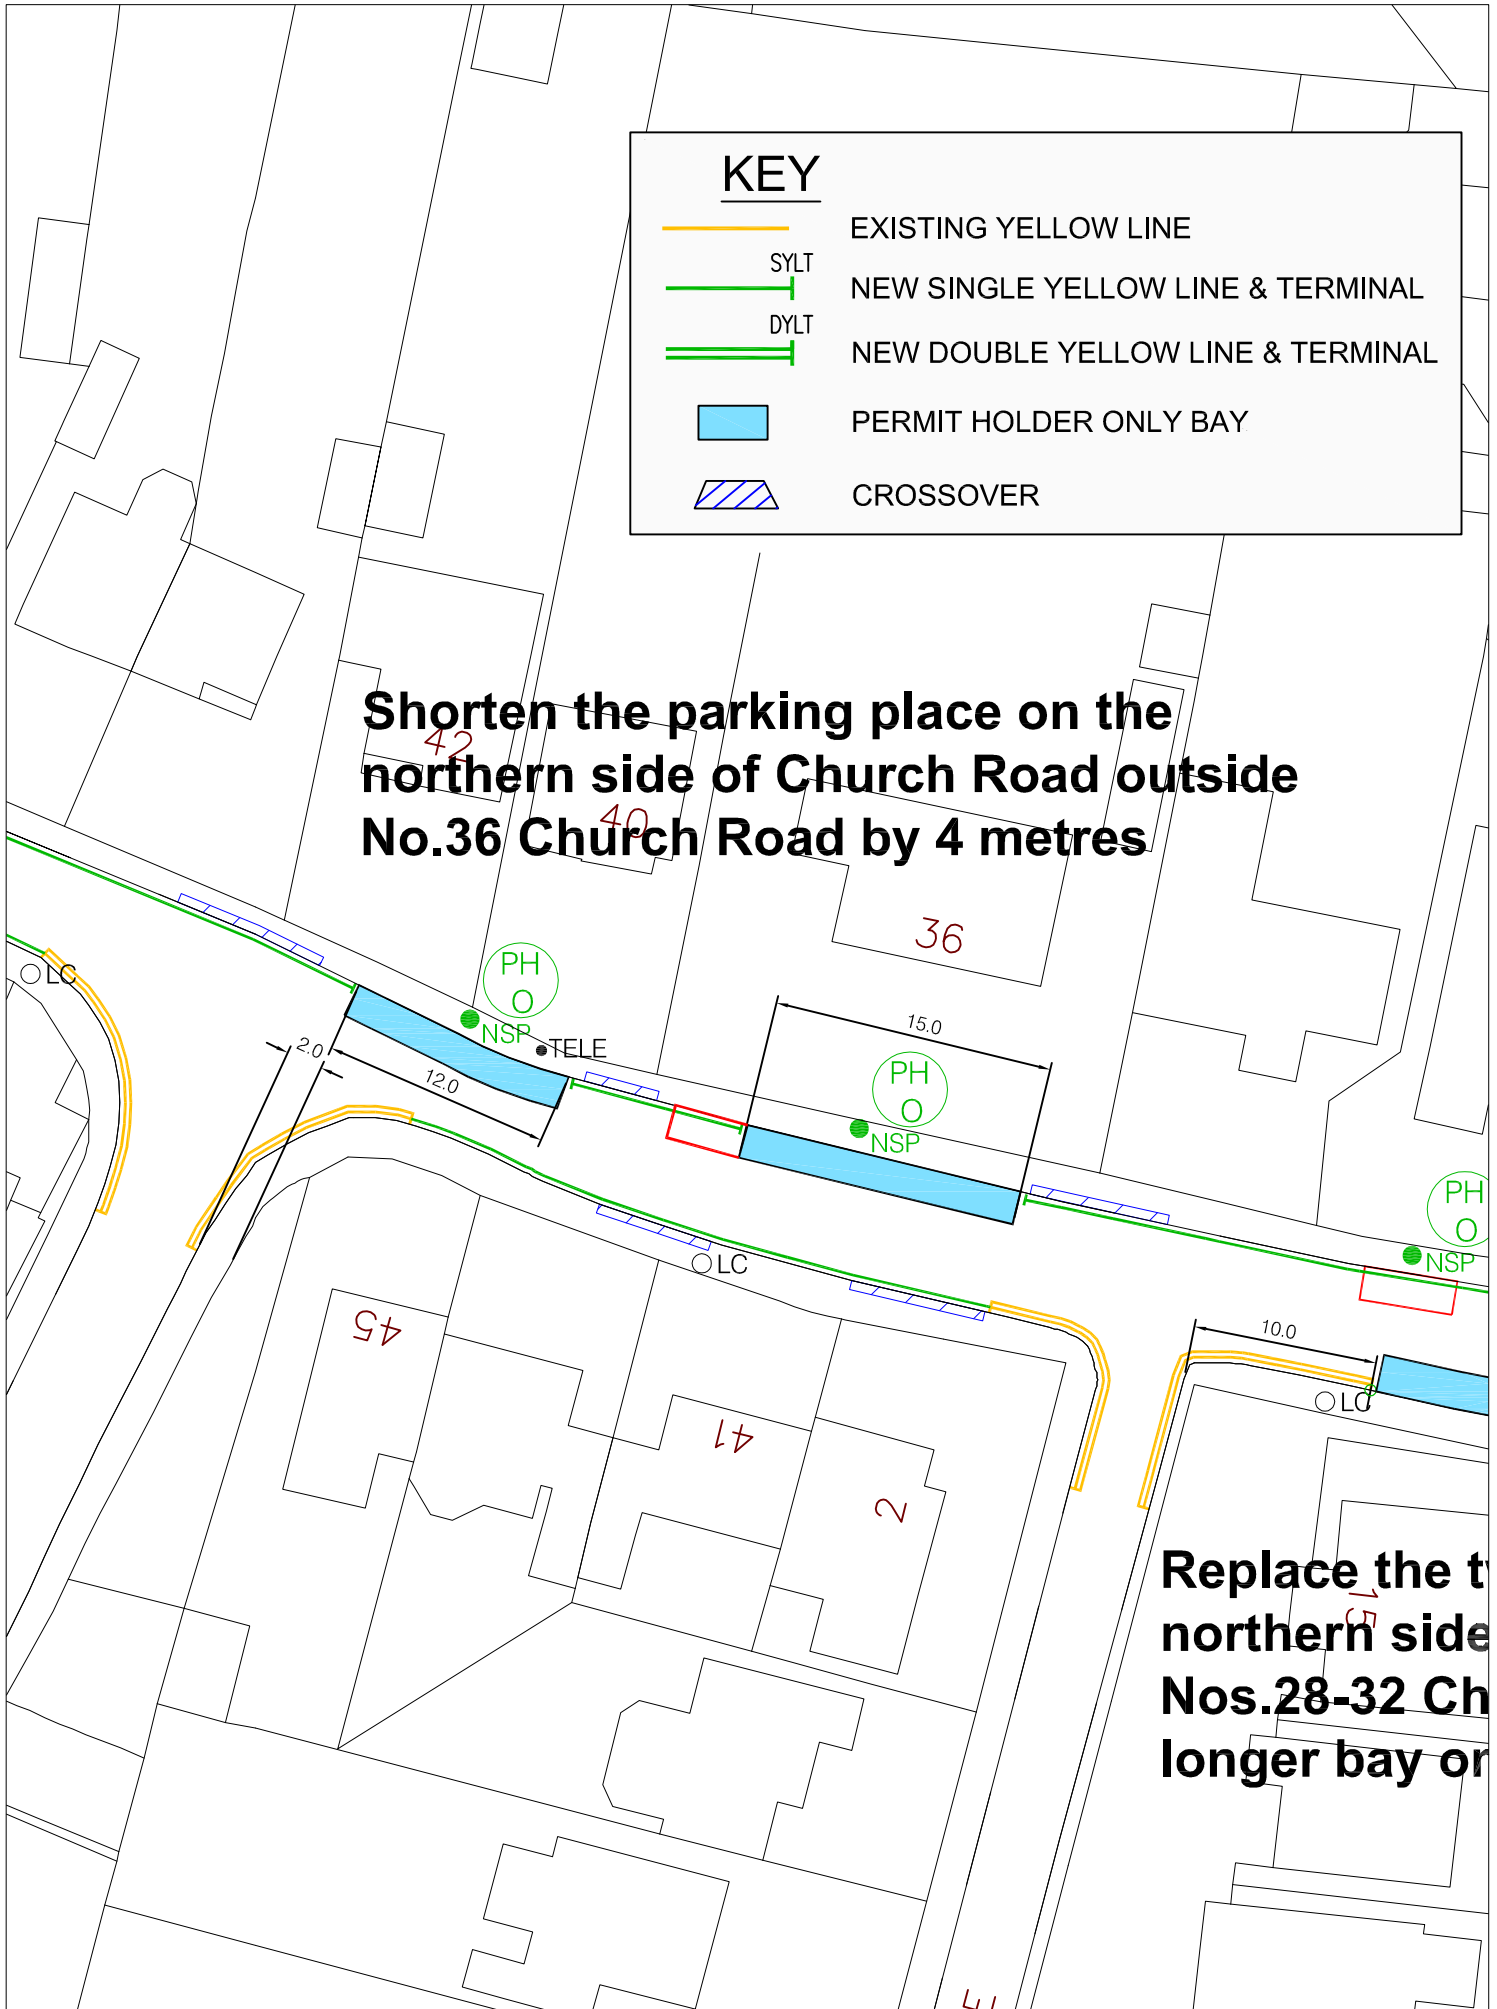 KEY
EXISTING YELLOW LINE
SYLT
NEW SINGLE YELLOW LINE & TERMINAL
DYLT
NEW DOUBLE YELLOW LINE & TERMINAL
PERMIT HOLDER ONLY BAY
CROSSOVER
Shorten the parking place on the
northern side of Church Road outside
No.36 Church Road by 4 metres
42
40
36
LC
PH
O
NSP
TELE
2.0
12.0
15.0
PH
O
NSP
PH
O
NSP
LC
10.0
LC
45
41
2
15
Replace the
northern side
Nos.28-32
longer bay